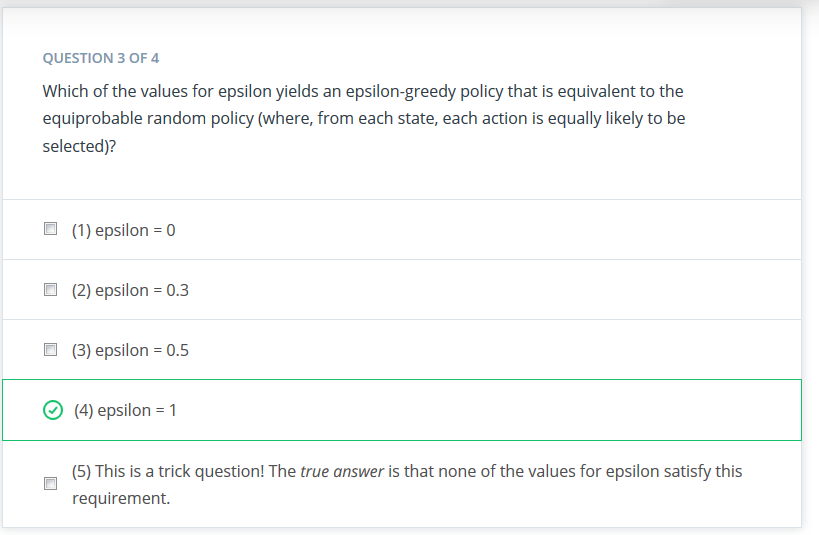 QUESTION 3 OF 4
Which of the values for epsilon yields an epsilon-greedy policy that is equivalent to the
equiprobable random policy (where, from each state, each action is equally likely to be
selected)?
(1) epsilon = 0
(2) epsilon = 0.3
(3) epsilon = 0.5
(4) epsilon = 1
(5) This is a trick question! The true answer is that none of the values for epsilon satisfy this
requirement.